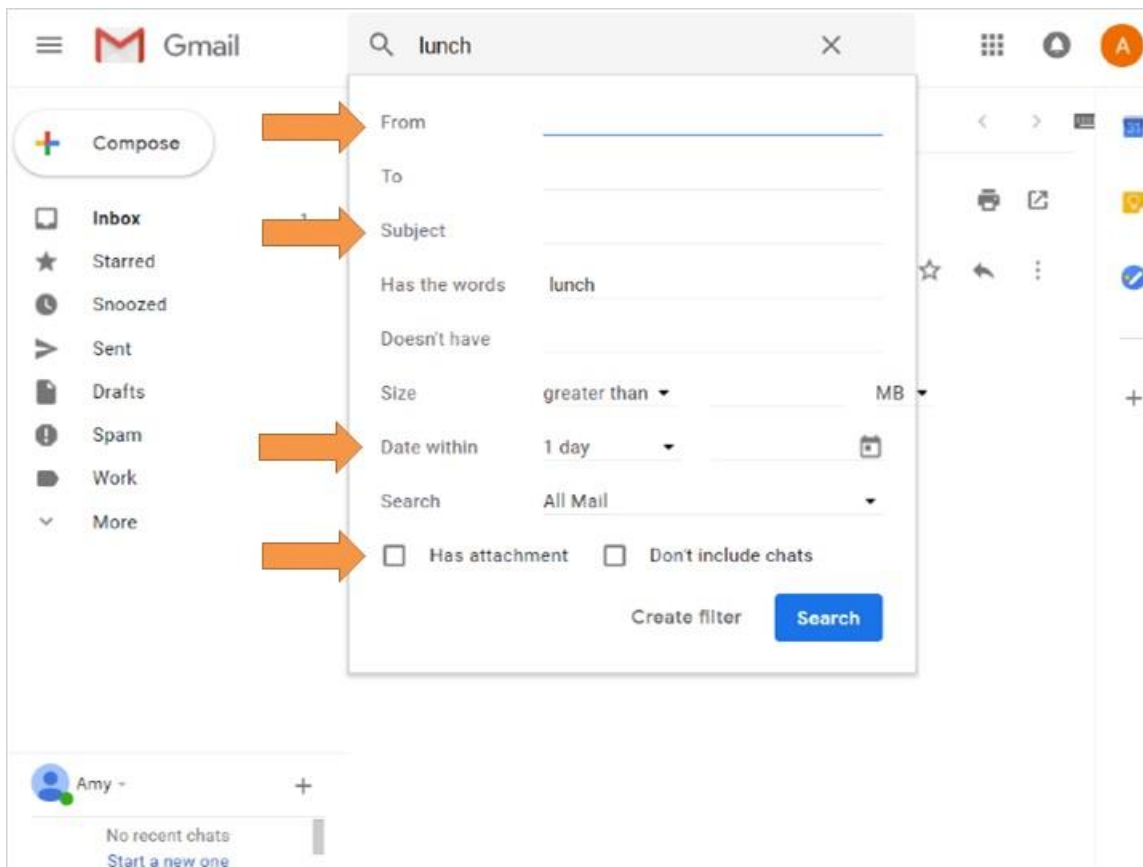 Gmail
lunch
A
Compose
Inbox 1
Starred
Snoozed
Sent
Drafts
Spam
Work
More
From
To
Subject
Has the words lunch
Doesn't have
Size greater than MB
Date within 1 day
Search All Mail
Has attachment Don't include chats
Create filter Search
31
Amy
No recent chats
Start a new one